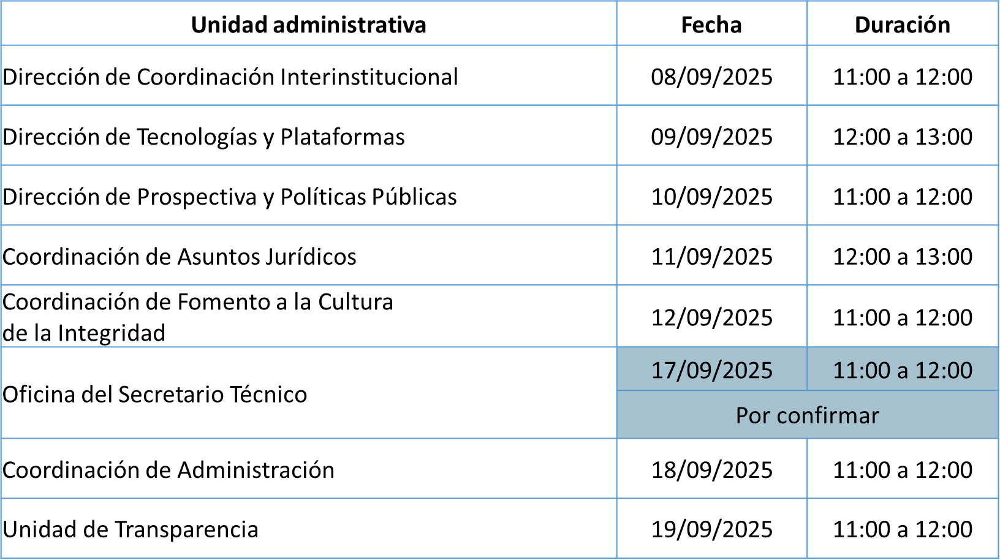 Unidad administrativa Fecha Duración
Dirección de Coordinación Interinstitucional 08/09/2025 11:00 a 12:00
Dirección de Tecnologías y Plataformas 09/09/2025 12:00 a 13:00
Dirección de Prospectiva y Políticas Públicas 10/09/2025 11:00 a 12:00
Coordinación de Asuntos Jurídicos 11/09/2025 12:00 a 13:00
Coordinación de Fomento a la Cultura
de la Integridad 12/09/2025 11:00 a 12:00
Oficina del Secretario Técnico 17/09/2025 11:00 a 12:00
Por confirmar
Coordinación de Administración 18/09/2025 11:00 a 12:00
Unidad de Transparencia 19/09/2025 11:00 a 12:00